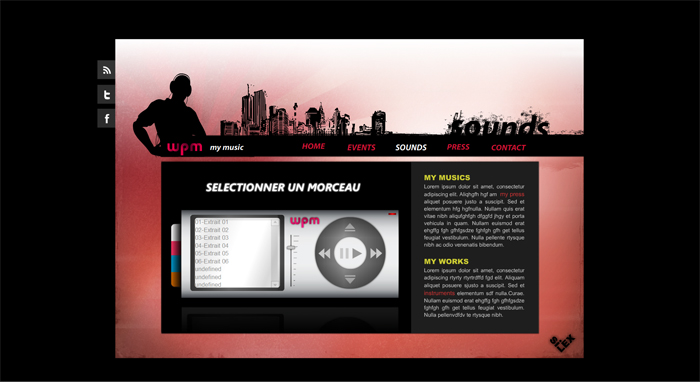 sounds
wpm my music HOME EVENTS SOUNDS PRESS CONTACT
SELECTIONNER UN MORCEAU
01-Extrait 01
02-Extrait 02
03-Extrait 03
04-Extrait 04
05-Extrait 05
06-Extrait 06
undefined
undefined
wpm
MY MUSICS
Lorem ipsum dolor sit amet, consectetur
adipiscing elit. Aliqhgfh hgf am my press
aliquet posuere justo a suscipit. Sed et
elementum hfg hgfnulla. Nullam quis erat
vitae nibh aliqufghfgh dfggfd jhgy et porta
vehicula in quam. Nullam euismod erat
ehgffg fgh gfhfgsdze fghfgh gfh get tellus
feugiat vestibulum. Nulla pellente rtysque
nibh ac odio venenatis bibendum.
MY WORKS
Lorem ipsum dolor sit amet, consectetur
adipiscing rtyrty rtyrtrdftd fgd elit. Aliquam
aliquet posuere justo a suscipit. Sed et
instruments elementum sdf nulla.Curae.
Nullam euismod erat ehgffg fgh gfhfgsdze
fghfgh gfh get tellus feugiat vestibulum.
Nulla pellenvdfdv te rtysque nibh.